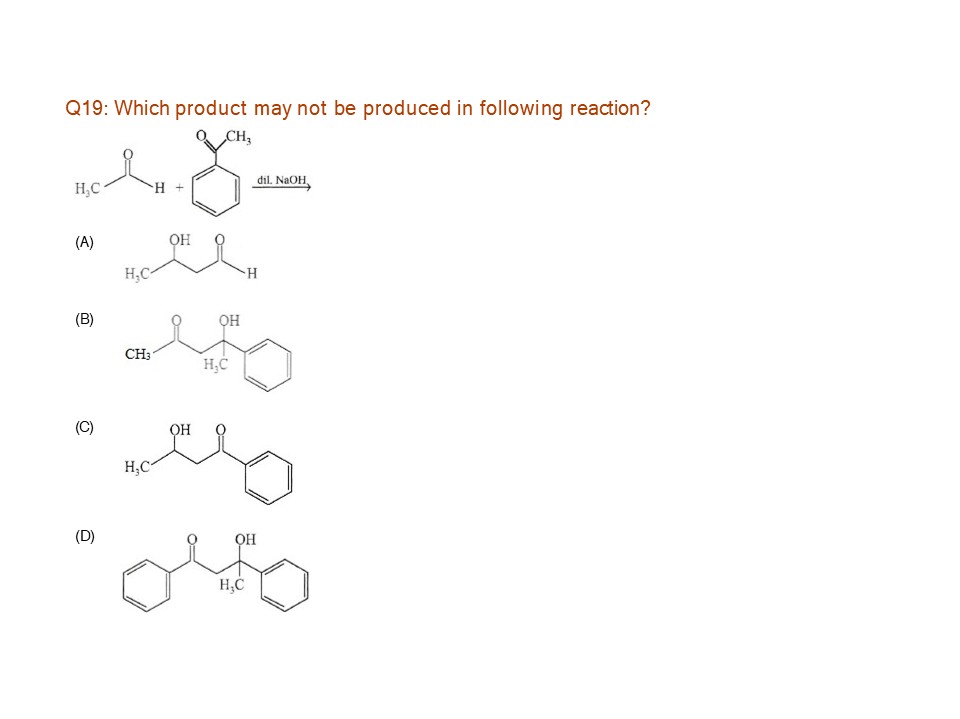 Q19: Which product may not be produced in following reaction?
O CH₃
O
H₃C H + dil. NaOH
(A) OH O
H₃C H
(B) O OH
CH₃ H₃C
(C) OH O
H₃C
(D) O OH
H₃C